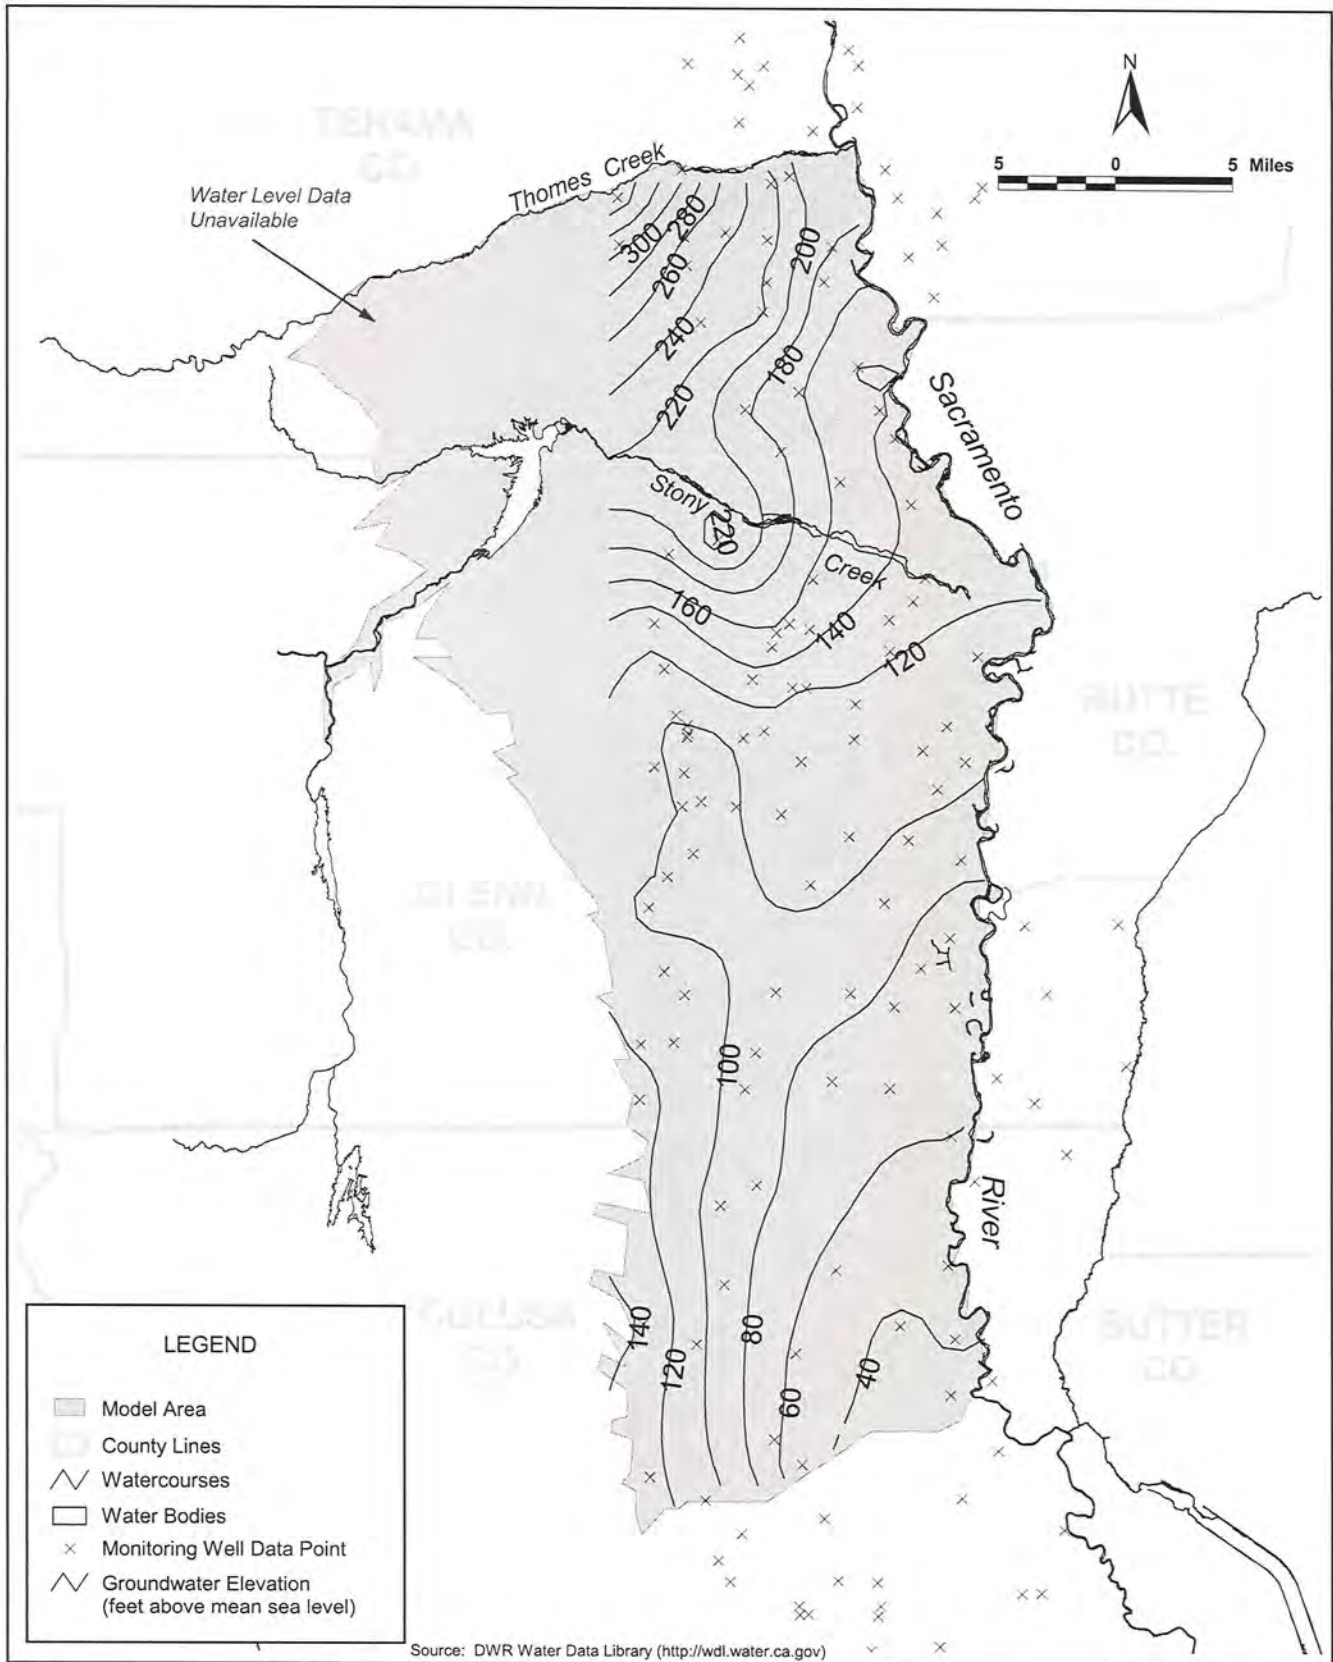 N
5 0 5 Miles
TEHAMA
CO.
Water Level Data
Unavailable
Thomes Creek
300
280
260
240
220
200
180
Sacramento
Stony
220
Creek
160
140
120
BUTTE
CO.
GLENN
CO.
100
River
140
120
80
60
40
COLUSA
CO.
SUTTER
CO.
LEGEND
Model Area
County Lines
Watercourses
Water Bodies
Monitoring Well Data Point
Groundwater Elevation
(feet above mean sea level)
Source: DWR Water Data Library (http://wdl.water.ca.gov)